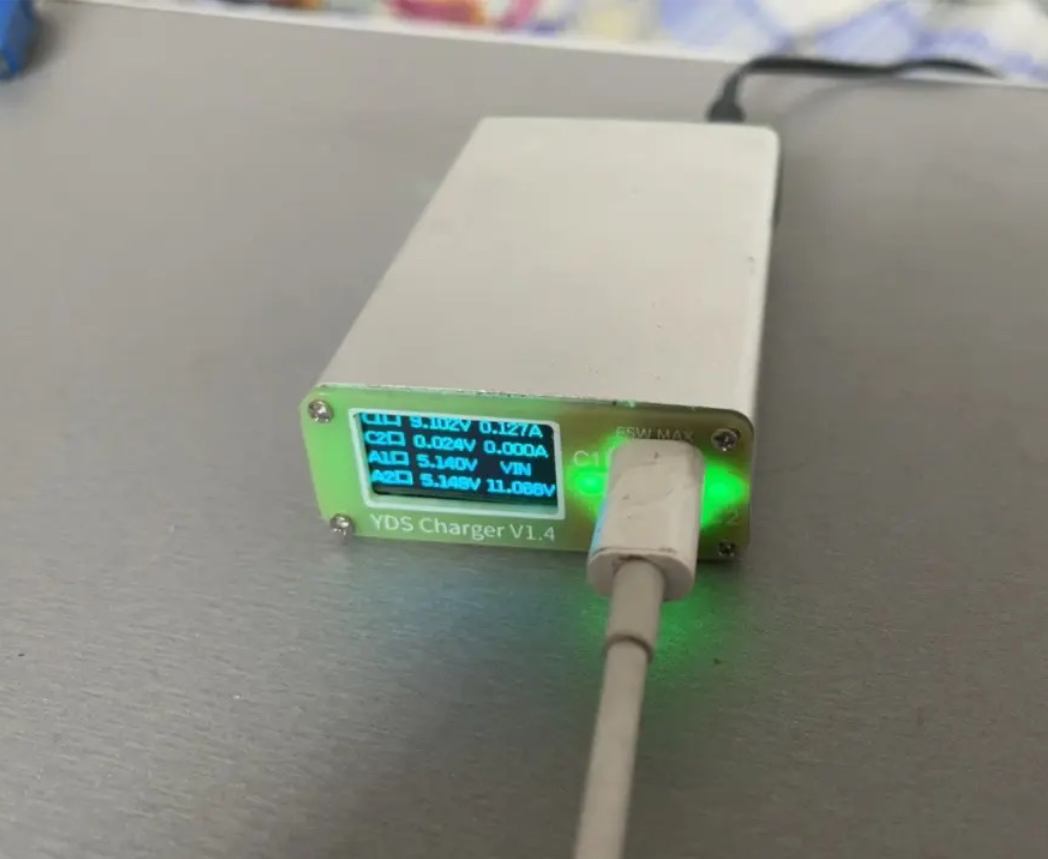 C1☐ 9.102V 0.127A
C2☐ 0.024V 0.000A
A1☐ 5.140V VIN
A2☐ 5.148V 11.088V
YDS Charger V1.4
65W MAX
C1
2